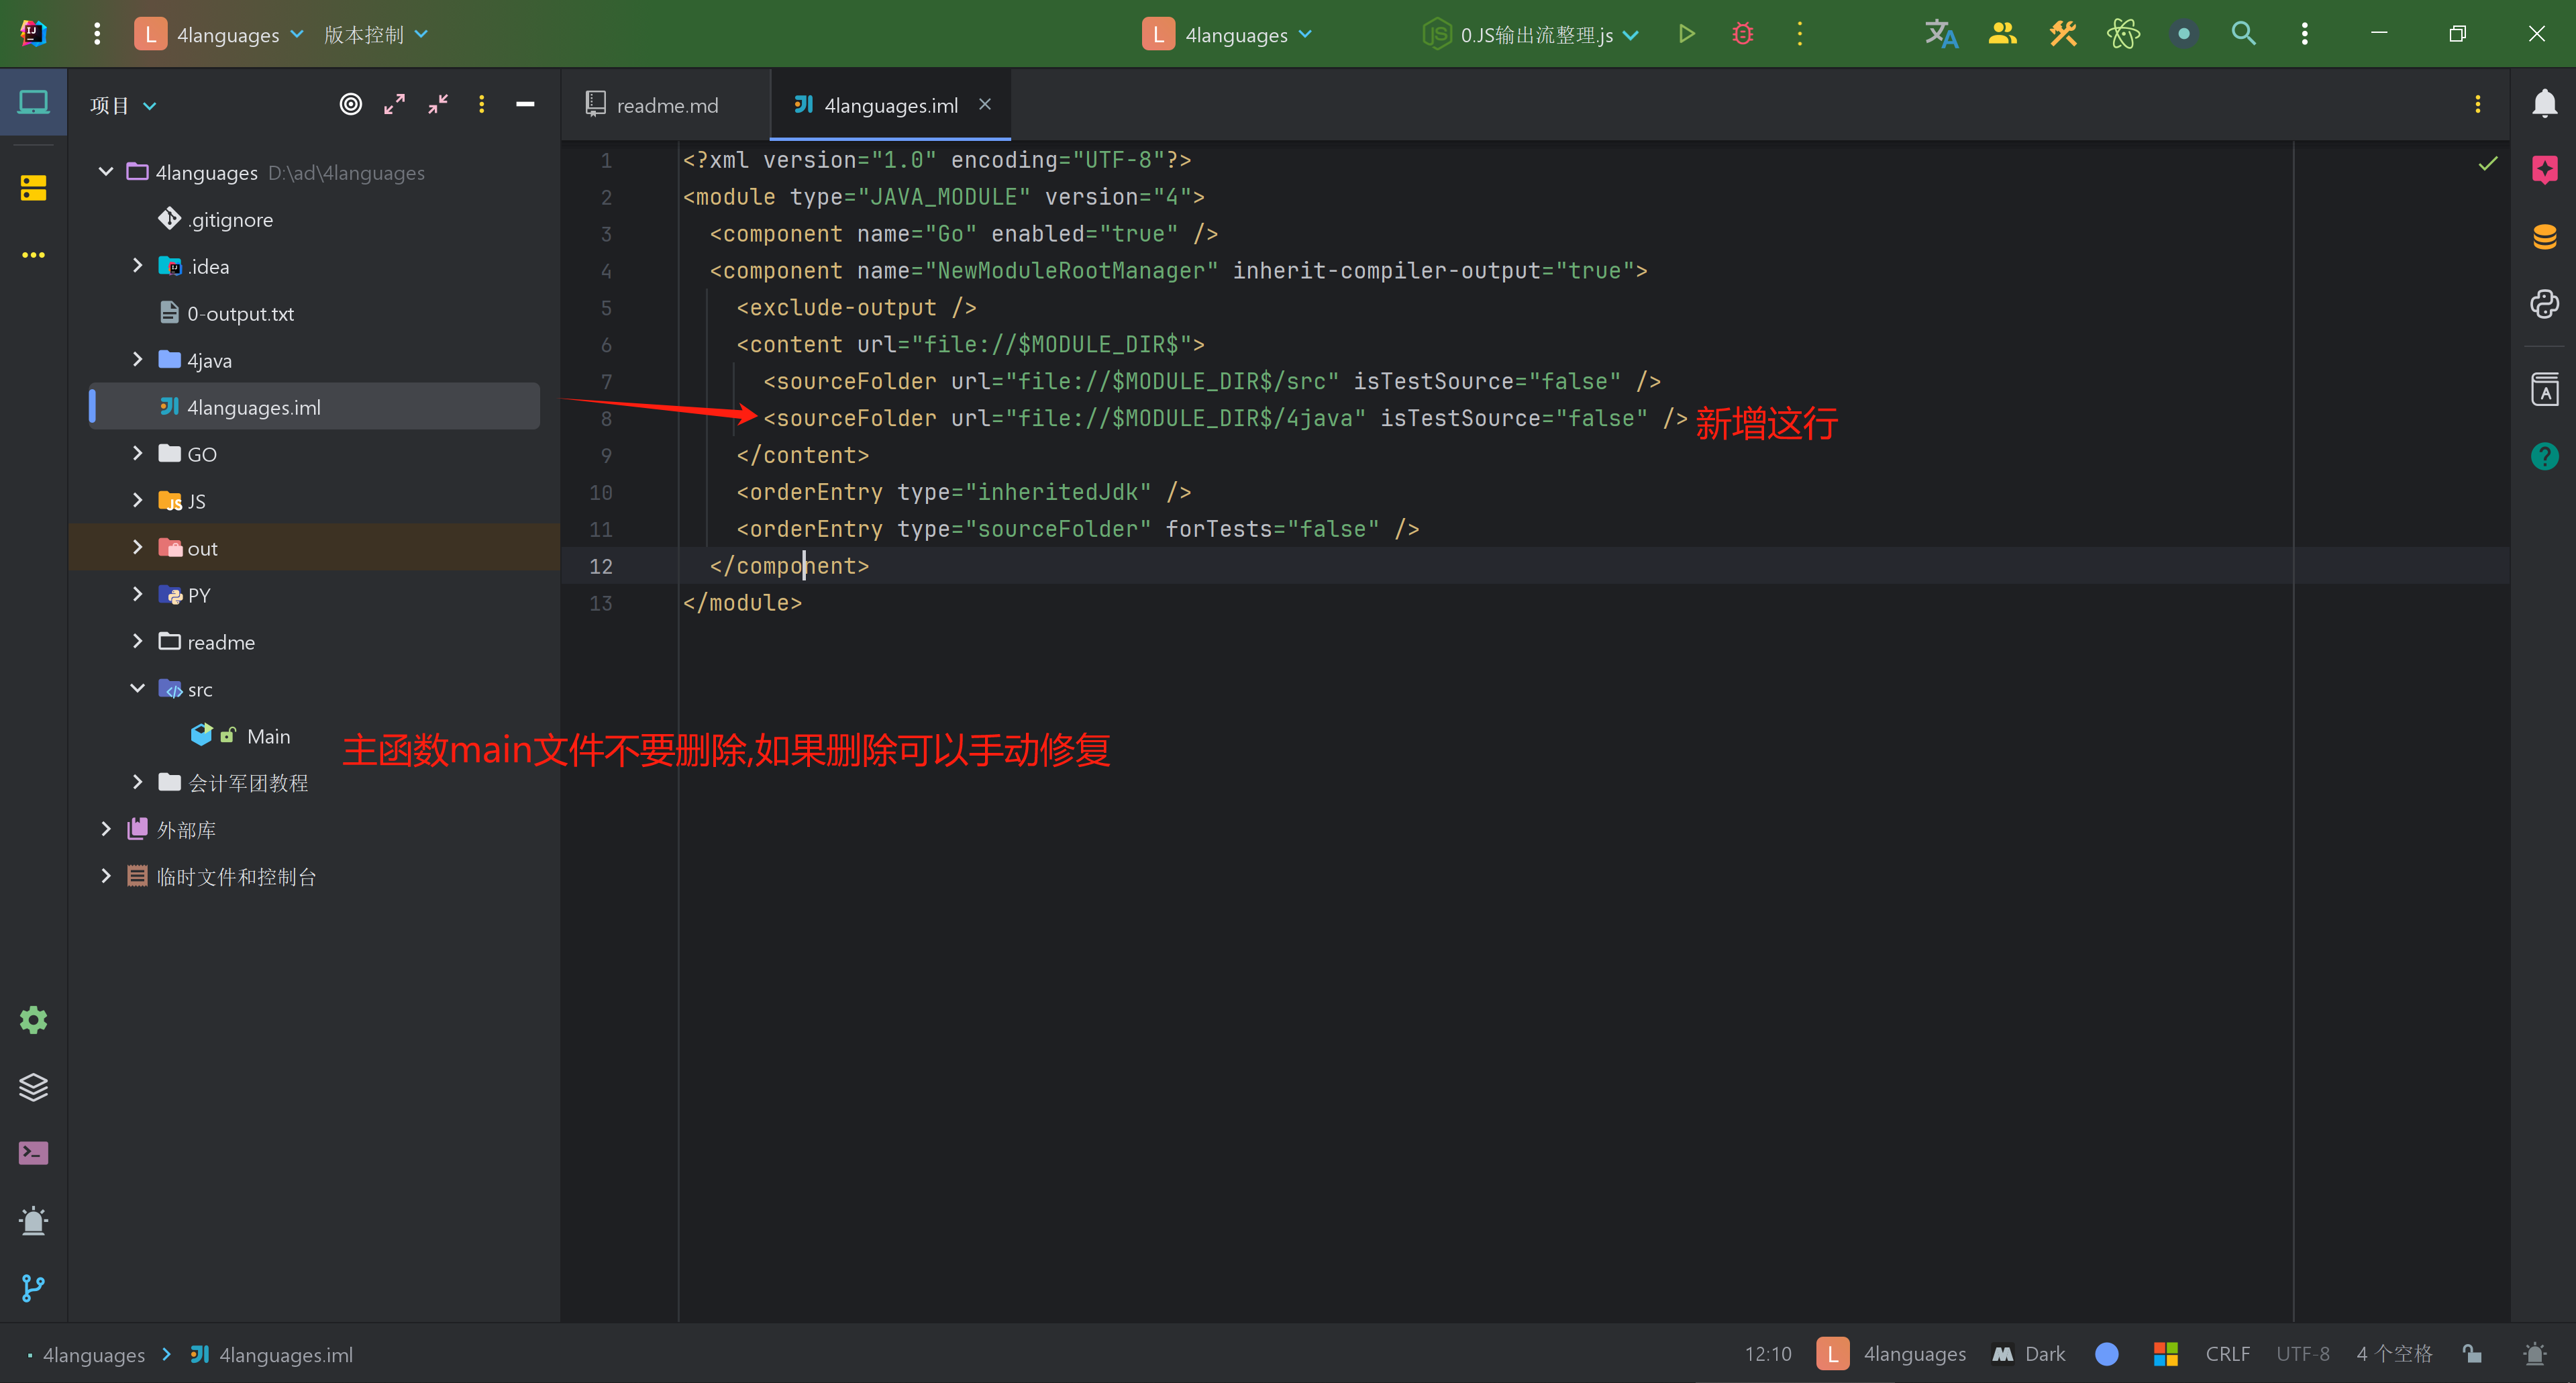 L 4languages 版本控制 L 4languages JS 0.JS输出流整理.js
项目
readme.md 4languages.iml
4languages D:\ad\4languages
.gitignore
.idea
0-output.txt
4java
4languages.iml
GO
JS
out
PY
readme
src
Main
会计军团教程
外部库
临时文件和控制台
1 <?xml version="1.0" encoding="UTF-8"?>
2 <module type="JAVA_MODULE" version="4">
3 <component name="Go" enabled="true" />
4 <component name="NewModuleRootManager" inherit-compiler-output="true">
5 <exclude-output />
6 <content url="file://$MODULE_DIR$">
7 <sourceFolder url="file://$MODULE_DIR$/src" isTestSource="false" />
8 <sourceFolder url="file://$MODULE_DIR$/4java" isTestSource="false" /> 新增这行
9 </content>
10 <orderEntry type="inheritedJdk" />
11 <orderEntry type="sourceFolder" forTests="false" />
12 </component>
13 </module>
主函数main文件不要删除,如果删除可以手动修复
4languages 4languages.iml 12:10 L 4languages Dark CRLF UTF-8 4 个空格